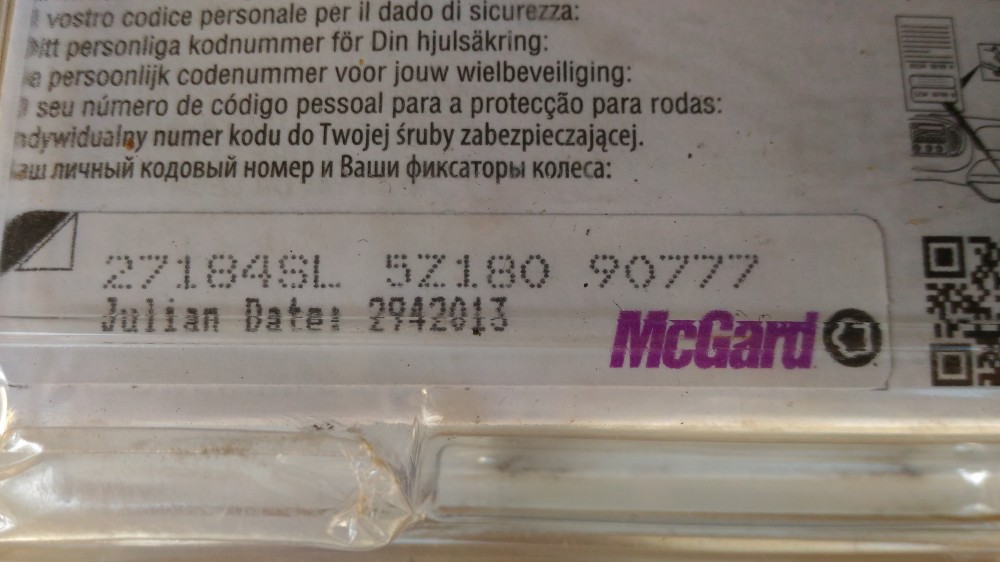 vostro codice personale per il dado di sicurezza:
Ditt personliga kodnummer för Din hjulsäkring:
persoonlijk codenummer voor jouw wielbeveiliging:
seu número de código pessoal para a protecção para rodas:
ndywidualny numer kodu do Twojej śruby zabezpieczającej.
аш личный кодовый номер и Ваши фиксаторы колеса:
27184SL 5Z180 90777
Julian Date: 2942013
McGard